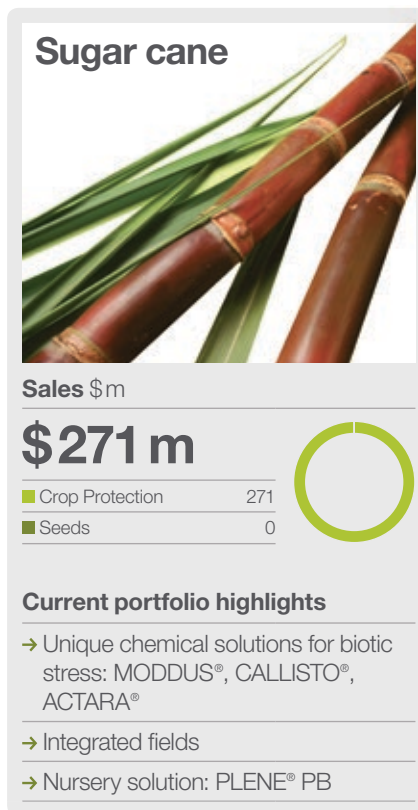 Sugar cane
Sales $m
$271 m
Crop Protection 271
Seeds 0
Current portfolio highlights
→ Unique chemical solutions for biotic
stress: MODDUS®, CALLISTO®,
ACTARA®
→ Integrated fields
→ Nursery solution: PLENE® PB